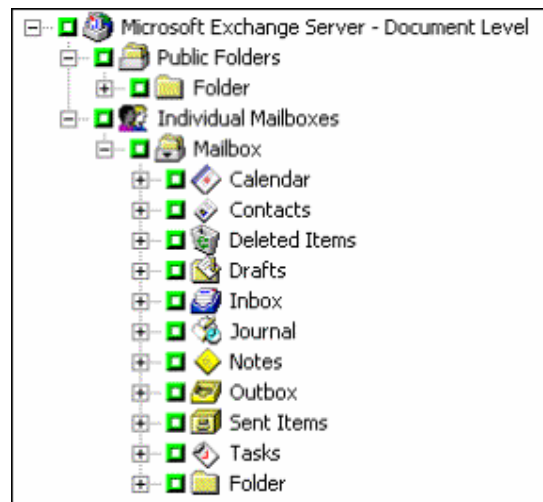 Microsoft Exchange Server - Document Level
Public Folders
Folder
Individual Mailboxes
Mailbox
Calendar
Contacts
Deleted Items
Drafts
Inbox
Journal
Notes
Outbox
Sent Items
Tasks
Folder